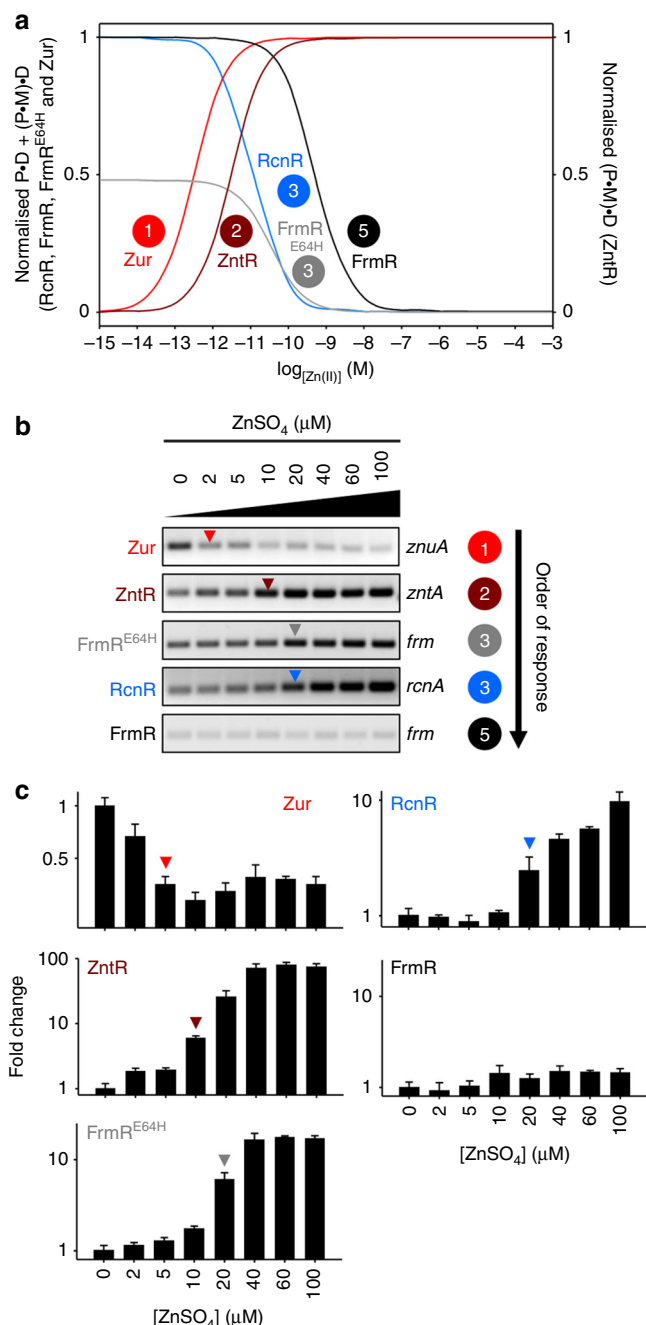 a
Normalised P•D + (P•M)•D
(RcnR, FrmR, FrmR^E64H and Zur)
1
0.5
0
1
Zur
2
ZntR
RcnR
3
FrmR
E64H
3
5
FrmR
1
0.5
0
Normalised (P•M)•D
(ZntR)
–15 –14 –13 –12 –11 –10 –9 –8 –7 –6 –5 –4 –3
log[Zn(II)] (M)
b
ZnSO4 (μM)
0 2 5 10 20 40 60 100
Zur znuA 1
ZntR zntA 2
FrmR^E64H frm 3
RcnR rcnA 3
FrmR frm 5
Order of response
c
Fold change
1
0.5
Zur
10
1
RcnR
100
10
1
ZntR
10
1
FrmR
0 2 5 10 20 40 60 100
[ZnSO4] (μM)
10
1
FrmR^E64H
0 2 5 10 20 40 60 100
[ZnSO4] (μM)